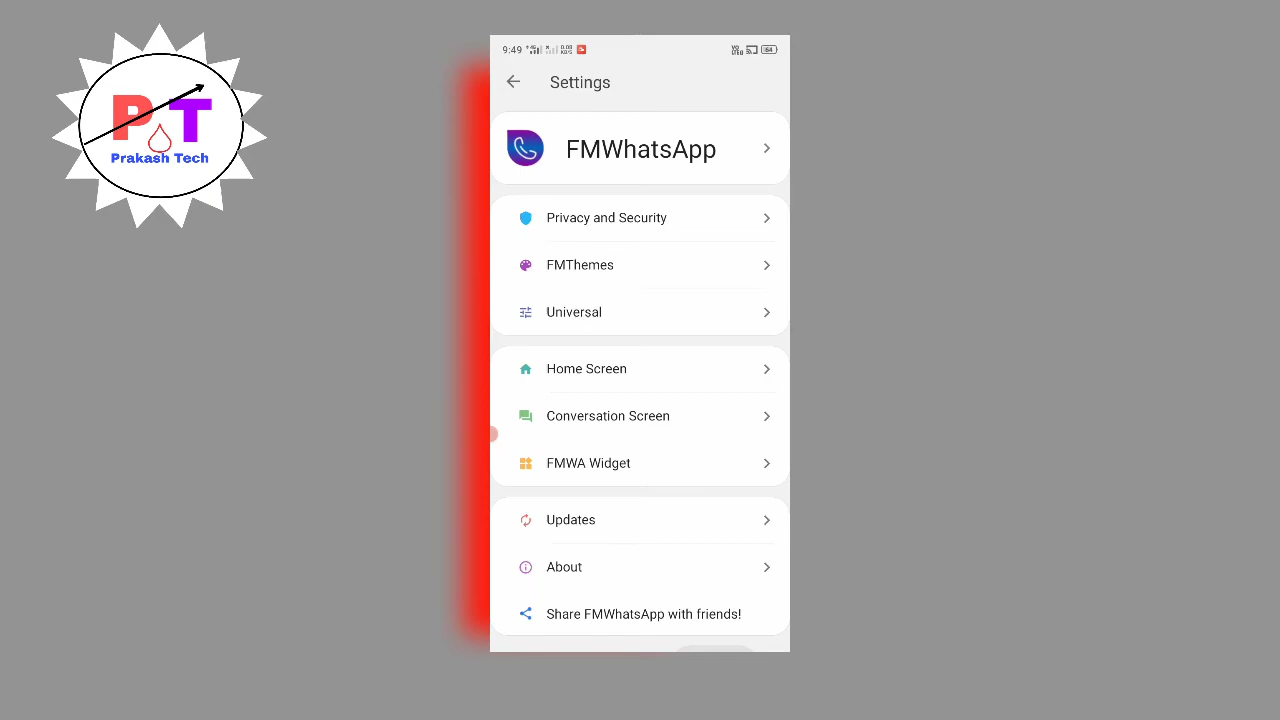 P T
Prakash Tech
9:49
Settings
FMWhatsApp
Privacy and Security
FMThemes
Universal
Home Screen
Conversation Screen
FMWA Widget
Updates
About
Share FMWhatsApp with friends!